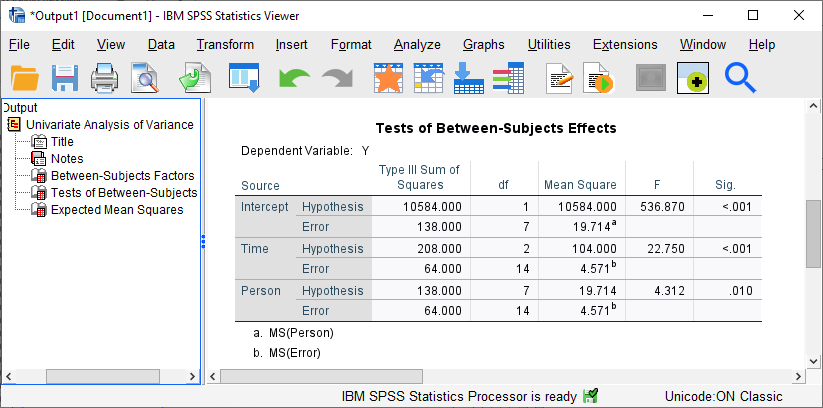 *Output1 [Document1] - IBM SPSS Statistics Viewer
File Edit View Data Transform Insert Format Analyze Graphs Utilities Extensions Window Help
Output
Univariate Analysis of Variance
Title
Notes
Between-Subjects Factors
Tests of Between-Subjects
Expected Mean Squares
Tests of Between-Subjects Effects
Dependent Variable: Y
Type III Sum of
Source Squares df Mean Square F Sig.
Intercept Hypothesis 10584.000 1 10584.000 536.870 <.001
Error 138.000 7 19.714a
Time Hypothesis 208.000 2 104.000 22.750 <.001
Error 64.000 14 4.571b
Person Hypothesis 138.000 7 19.714 4.312 .010
Error 64.000 14 4.571b
a. MS(Person)
b. MS(Error)
IBM SPSS Statistics Processor is ready Unicode:ON Classic